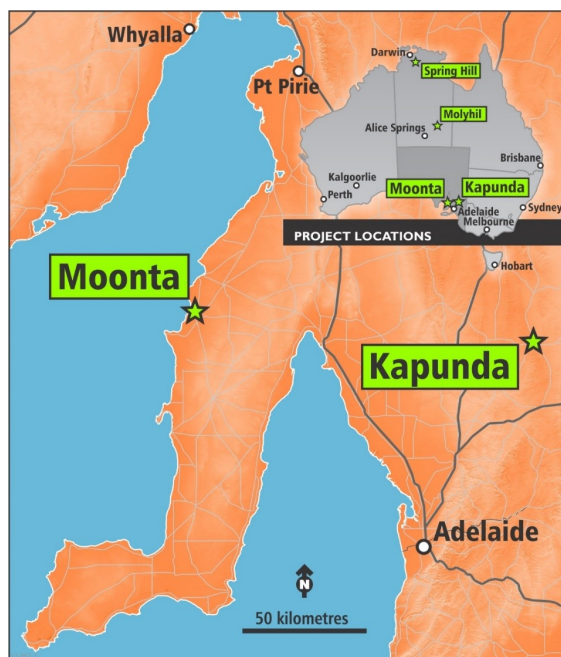 Whyalla
Pt Pirie
Darwin
Spring Hill
Molyhil
Alice Springs
Brisbane
Kalgoorlie
Perth
Moonta
Kapunda
Adelaide
Sydney
Melbourne
PROJECT LOCATIONS
Hobart
Moonta
Kapunda
Adelaide
N
50 kilometres